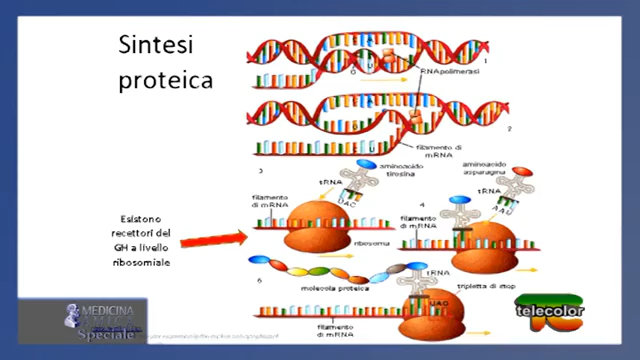 Sintesi
proteica
1
RNApolimerasi
2
filamento di
mRNA
3
aminoacido
tirosina
aminoacido
asparagina
tRNA
tRNA
UAC
AAU
filamento
di mRNA
4
filamento
di mRNA
ribosoma
Esistono
recettori del
GH a livello
ribosomiale
6
molecola proteica
tRNA
tripletta di stop
UAG
filamento
di mRNA
MEDICINA
AMICA
Speciale
telecolor